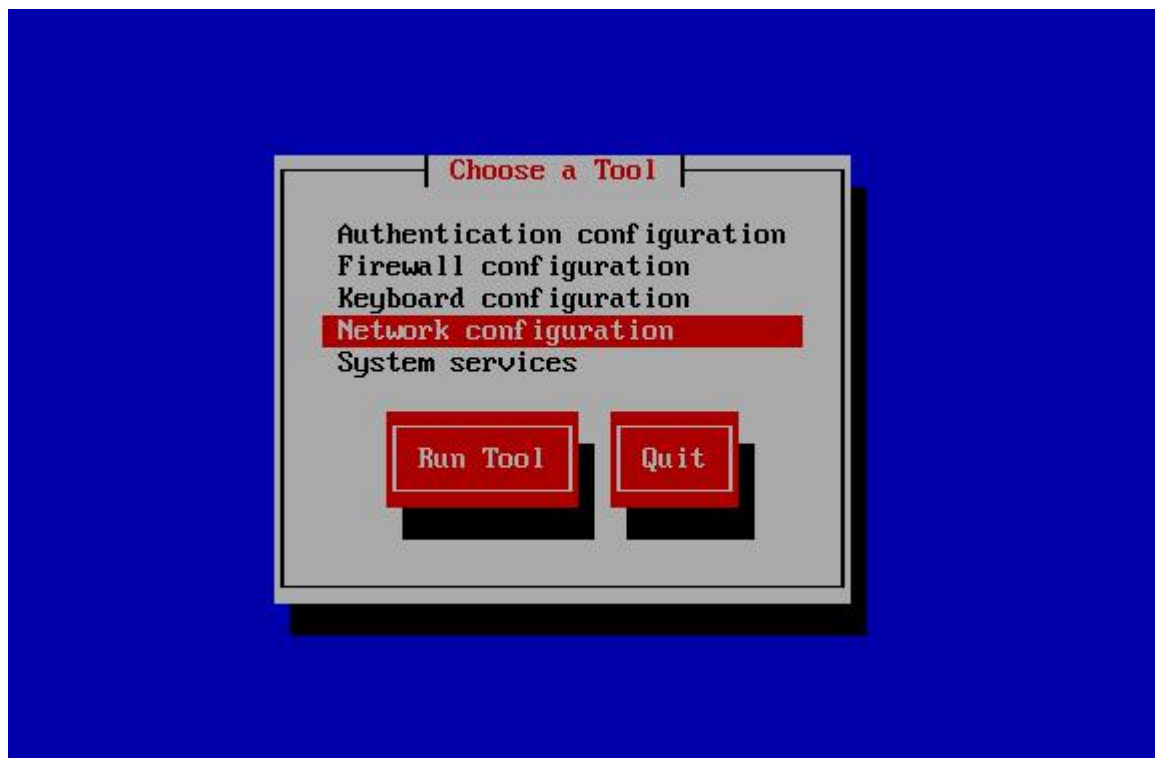 Choose a Tool
Authentication configuration
Firewall configuration
Keyboard configuration
Network configuration
System services
Run Tool Quit